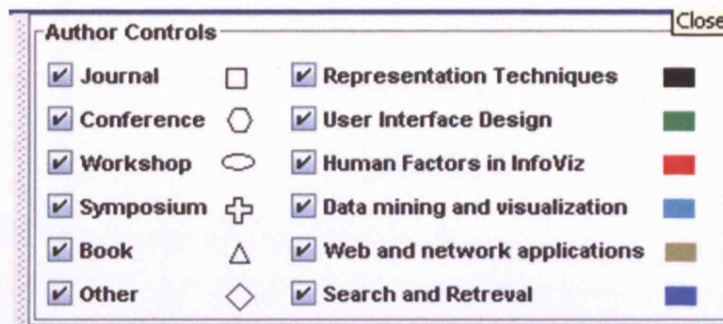 Close
Author Controls
Journal Representation Techniques
Conference User Interface Design
Workshop Human Factors in InfoViz
Symposium Data mining and visualization
Book Web and network applications
Other Search and Retreval